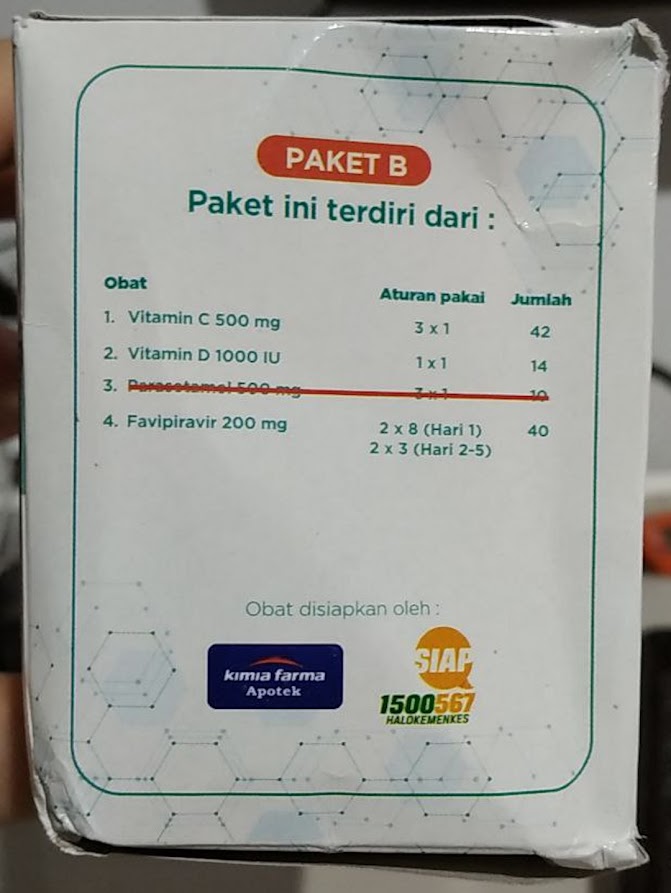 PAKET B
Paket ini terdiri dari :
Obat Aturan pakai Jumlah
1. Vitamin C 500 mg 3 x 1 42
2. Vitamin D 1000 IU 1 x 1 14
3. Parasetamol 500 mg 3 x 1 10
4. Favipiravir 200 mg 2 x 8 (Hari 1) 40
2 x 3 (Hari 2-5)
Obat disiapkan oleh :
kimia farma
Apotek
SIAP
1500567
HALOKEMENKES